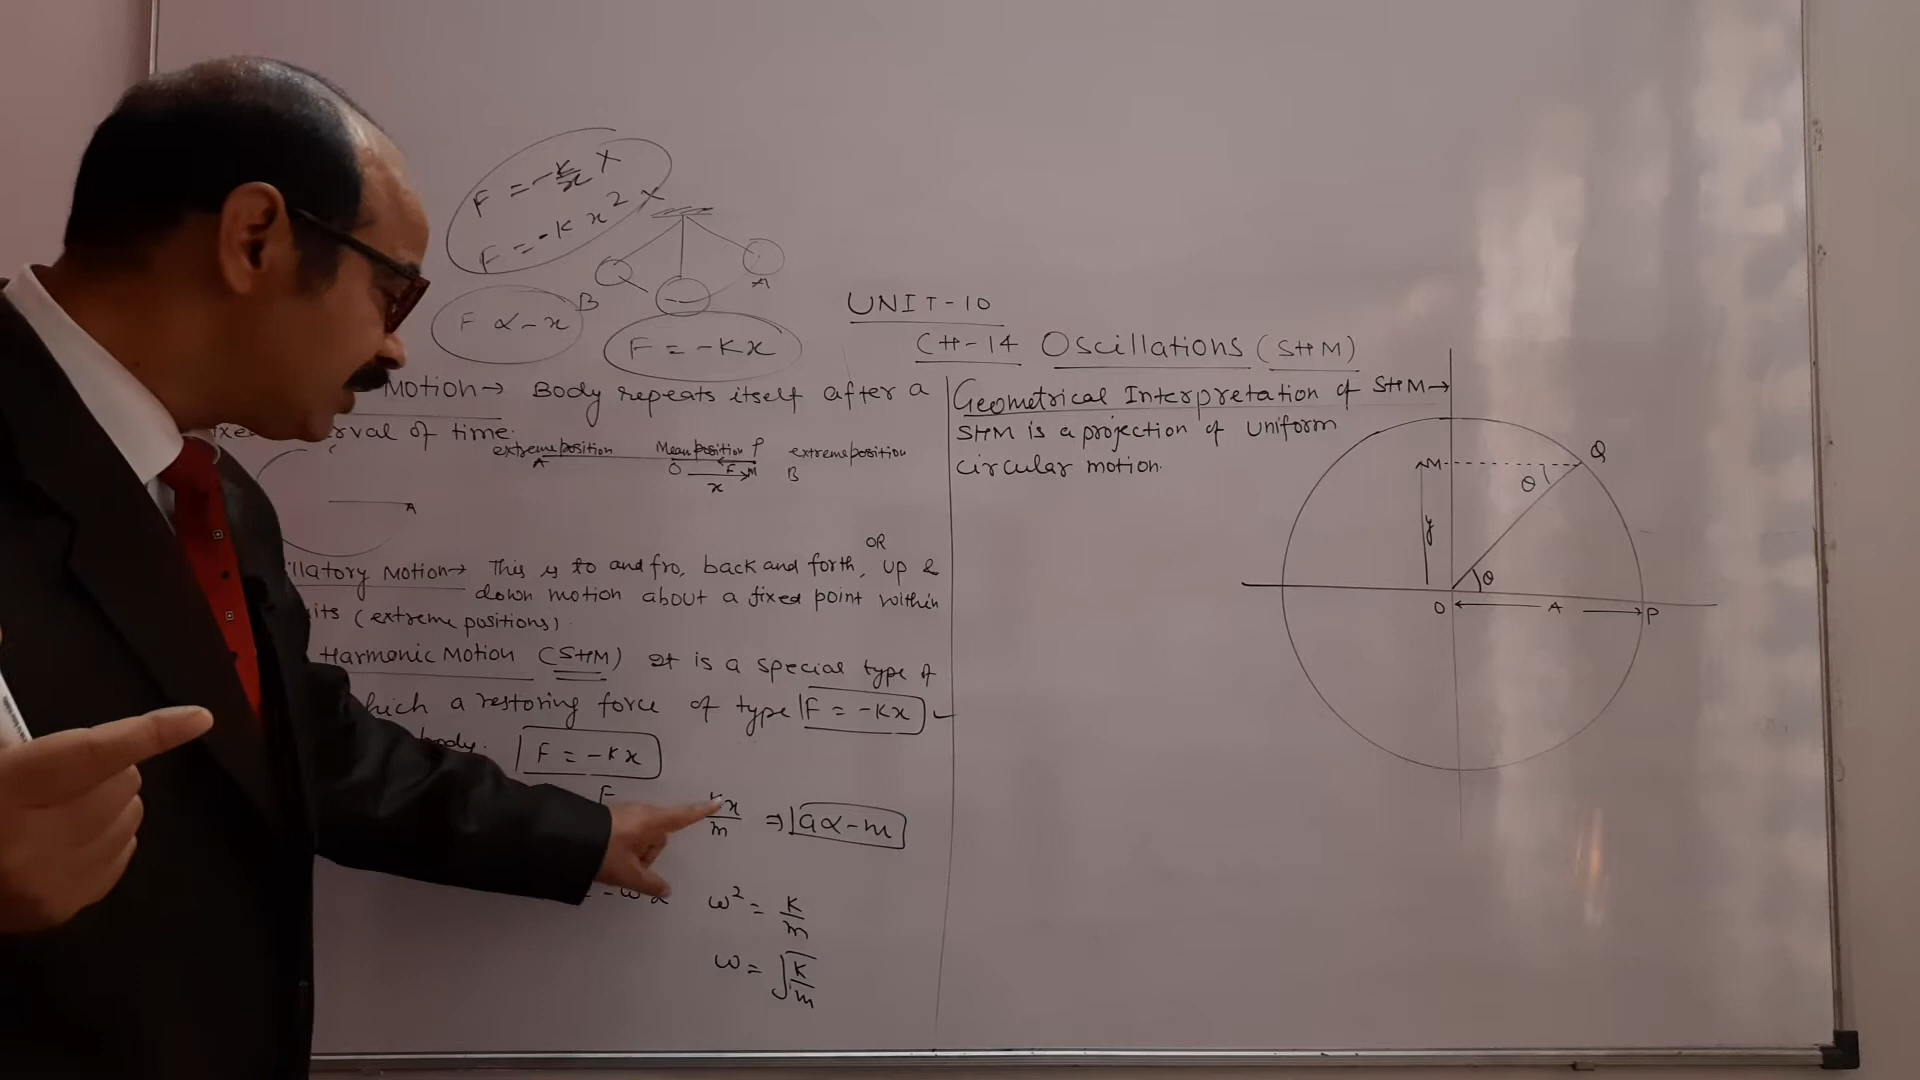 F = -K/x X
F = -K x² X
A
B
F α -x
F = -Kx
UNIT-10
CH-14 Oscillations (SHM)
Motion→ Body repeats itself after a
rval of time.
extreme position Mean position P extreme position
A O F M B
x
A
OR
illatory Motion→ This is to and fro, back and forth, up &
down motion about a fixed point within
its (extreme positions)
Harmonic Motion (SHM) It is a special type of
hich a restoring force of type F = -Kx
body. F = -Kx
F
x/m ⇒ a α -m
ω² = K/m
ω = √K/m
Geometrical Interpretation of SHM→
SHM is a projection of uniform
circular motion.
M Q
θ
y
θ
O A P